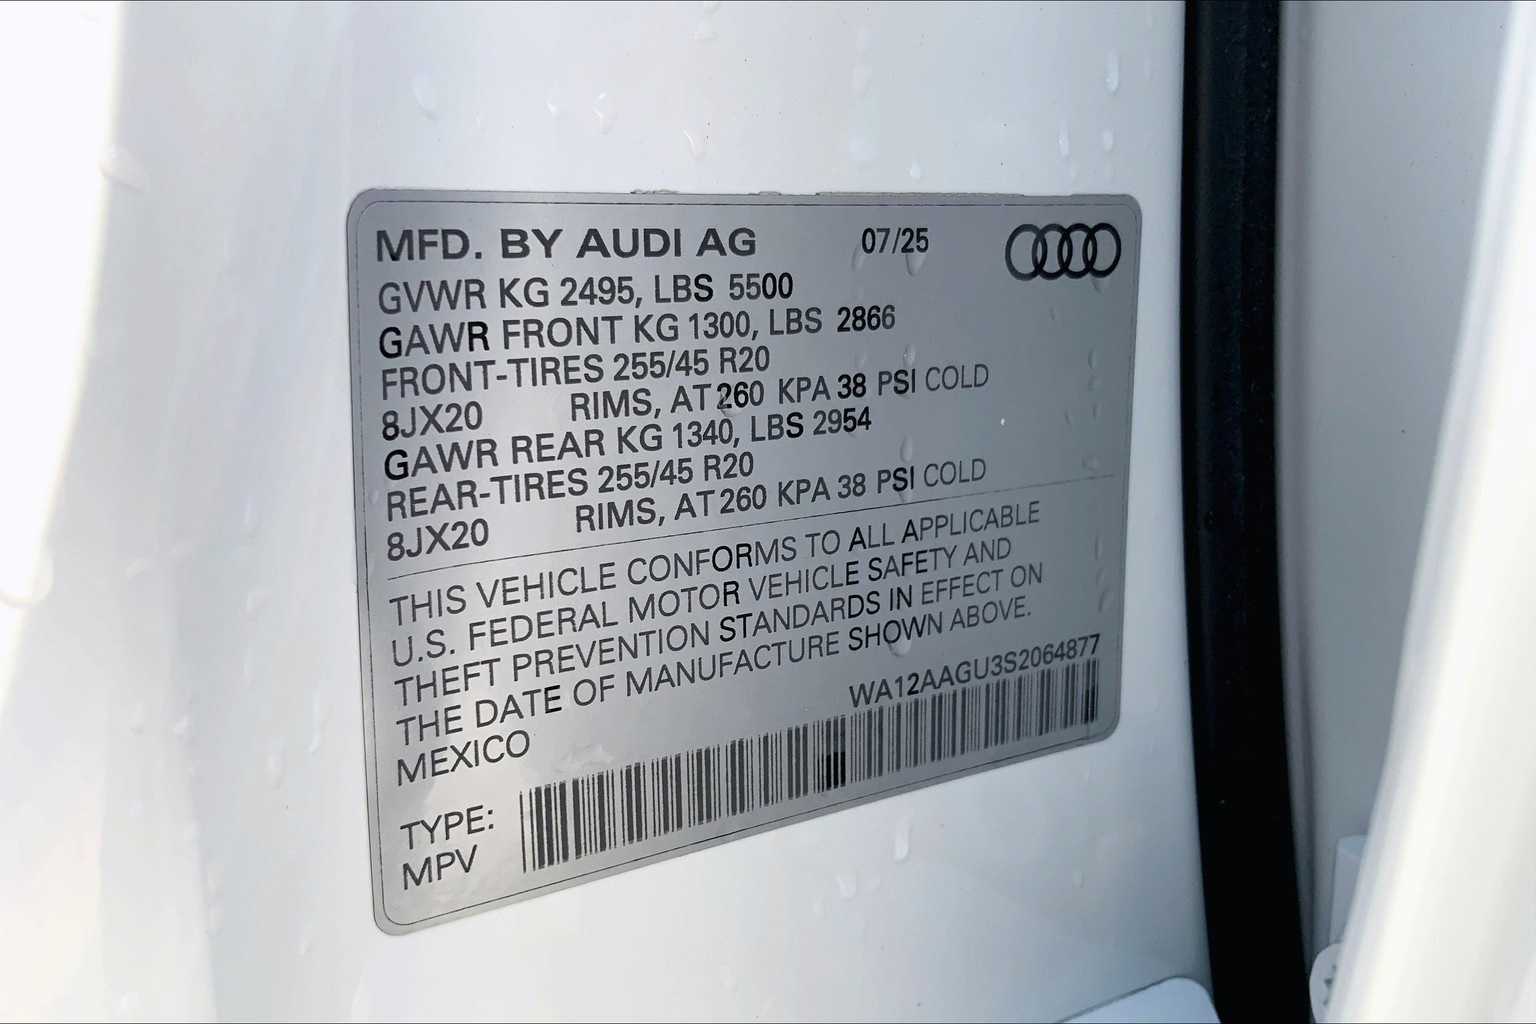 MFD. BY AUDI AG 07/25
GVWR KG 2495, LBS 5500
GAWR FRONT KG 1300, LBS 2866
FRONT-TIRES 255/45 R20
8JX20 RIMS, AT 260 KPA 38 PSI COLD
GAWR REAR KG 1340, LBS 2954
REAR-TIRES 255/45 R20
8JX20 RIMS, AT 260 KPA 38 PSI COLD
THIS VEHICLE CONFORMS TO ALL APPLICABLE
U.S. FEDERAL MOTOR VEHICLE SAFETY AND
THEFT PREVENTION STANDARDS IN EFFECT ON
THE DATE OF MANUFACTURE SHOWN ABOVE.
MEXICO WA12AAGU3S2064877
TYPE:
MPV